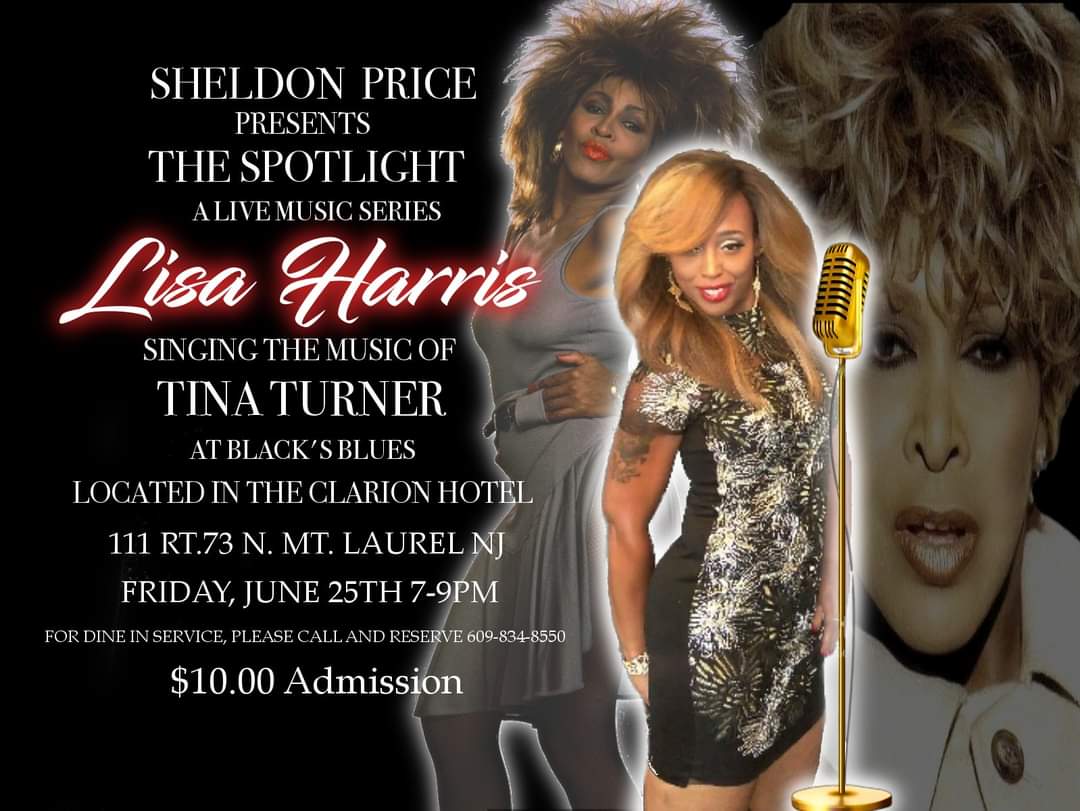 SHELDON PRICE
PRESENTS
THE SPOTLIGHT
A LIVE MUSIC SERIES
Lisa Harris
SINGING THE MUSIC OF
TINA TURNER
AT BLACK'S BLUES
LOCATED IN THE CLARION HOTEL
111 RT.73 N. MT. LAUREL NJ
FRIDAY, JUNE 25TH 7-9PM
FOR DINE IN SERVICE, PLEASE CALL AND RESERVE 609-834-8550
$10.00 Admission